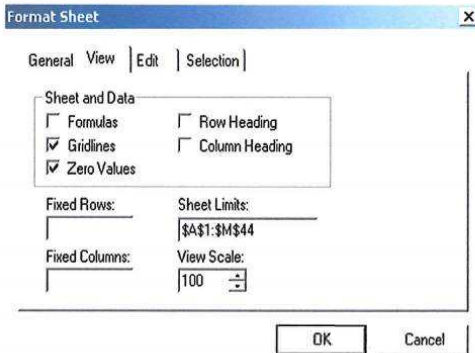 Format Sheet
General View Edit Selection
Sheet and Data
Formulas Row Heading
Gridlines Column Heading
Zero Values
Fixed Rows: Sheet Limits:
$A$1:$M$44
Fixed Columns: View Scale:
100
OK Cancel